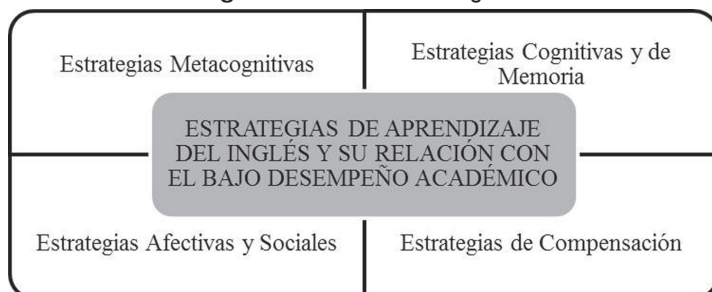 Estrategias Metacognitivas
Estrategias Cognitivas y de
Memoria
ESTRATEGIAS DE APRENDIZAJE
DEL INGLÉS Y SU RELACIÓN CON
EL BAJO DESEMPEÑO ACADÉMICO
Estrategias Afectivas y Sociales
Estrategias de Compensación